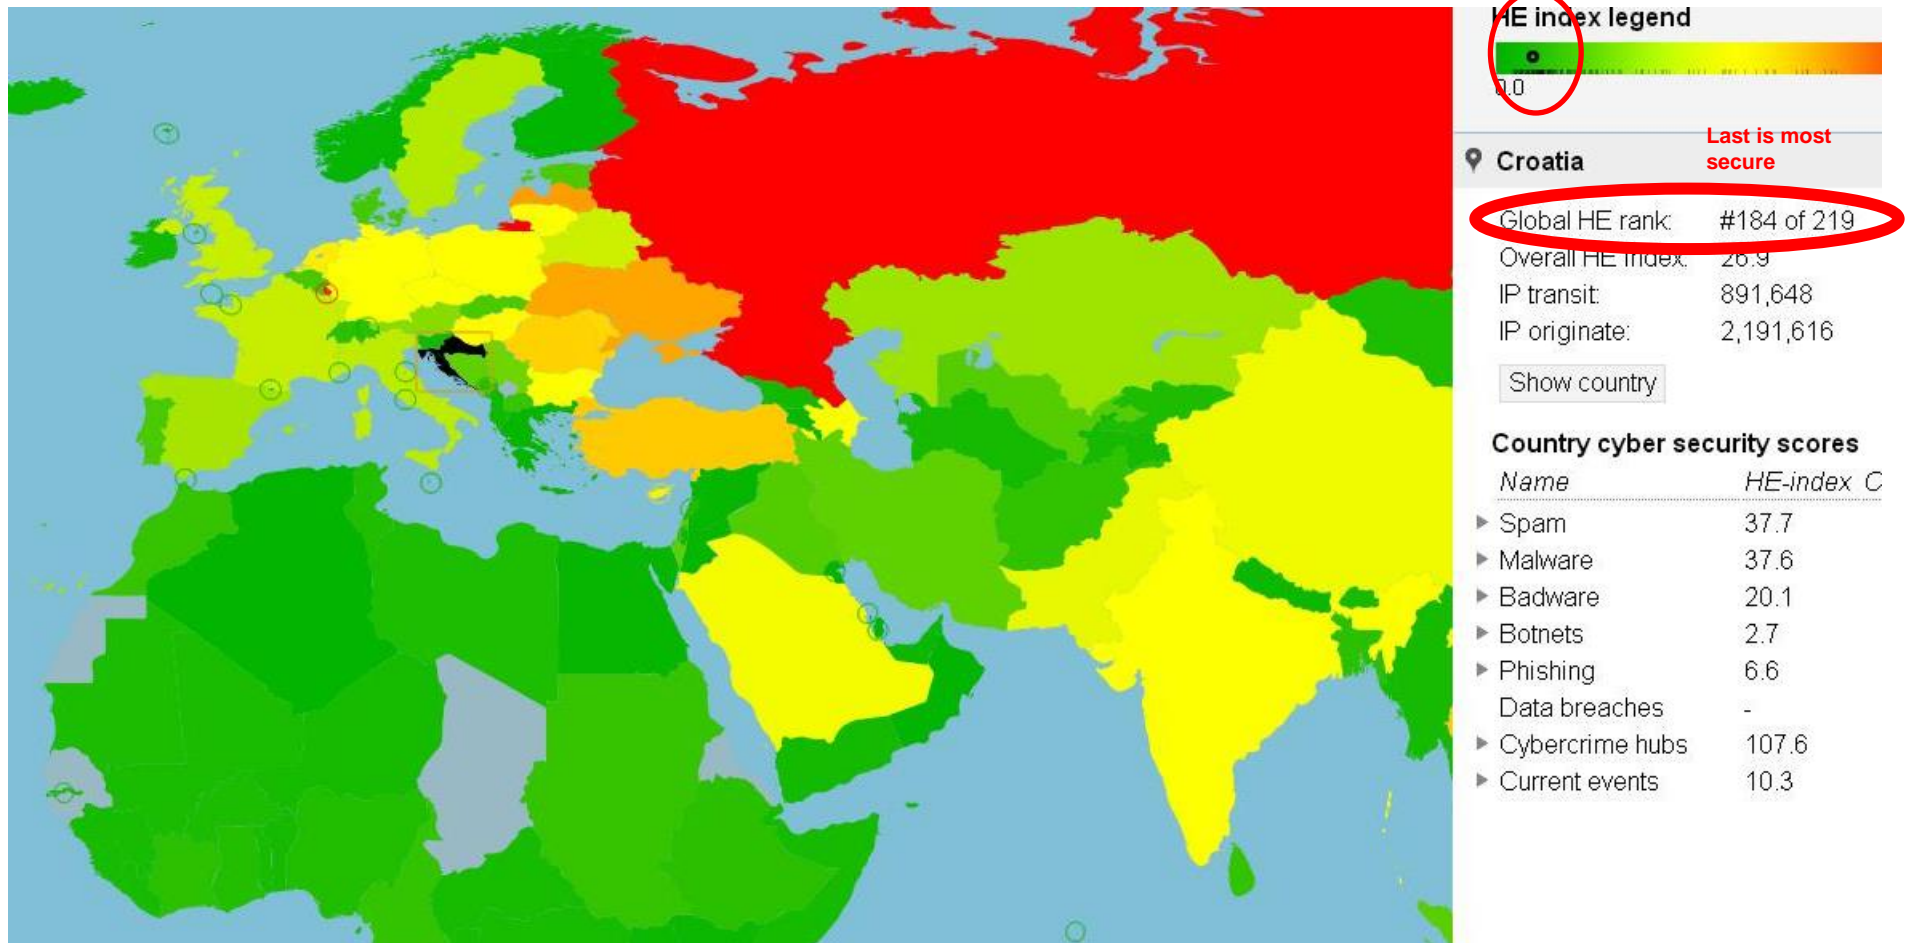 HE index legend
0.0
Last is most
secure
Croatia
Global HE rank: #184 of 219
Overall HE Index: 26.9
IP transit: 891,648
IP originate: 2,191,616
Show country
Country cyber security scores
Name HE-index C
Spam 37.7
Malware 37.6
Badware 20.1
Botnets 2.7
Phishing 6.6
Data breaches -
Cybercrime hubs 107.6
Current events 10.3